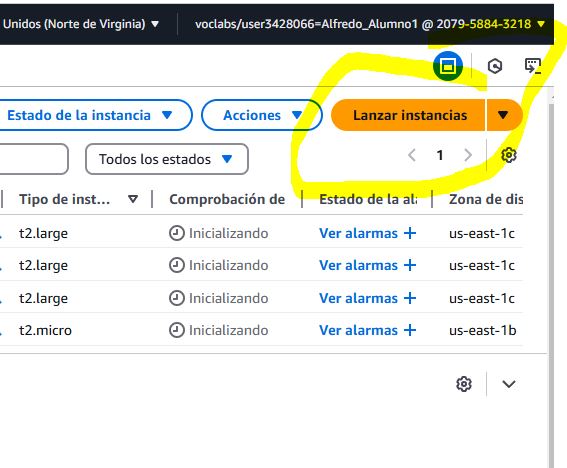 Unidos (Norte de Virginia) ▼ voclabs/user3428066=Alfredo_Alumno1 @ 2079-5884-3218 ▼
Estado de la instancia ▼ Acciones ▼ Lanzar instancias ▼
Todos los estados ▼ 1
Tipo de inst... Comprobación de Estado de la ala Zona de dis
t2.large Inicializando Ver alarmas + us-east-1c
t2.large Inicializando Ver alarmas + us-east-1c
t2.large Inicializando Ver alarmas + us-east-1c
t2.micro Inicializando Ver alarmas + us-east-1b